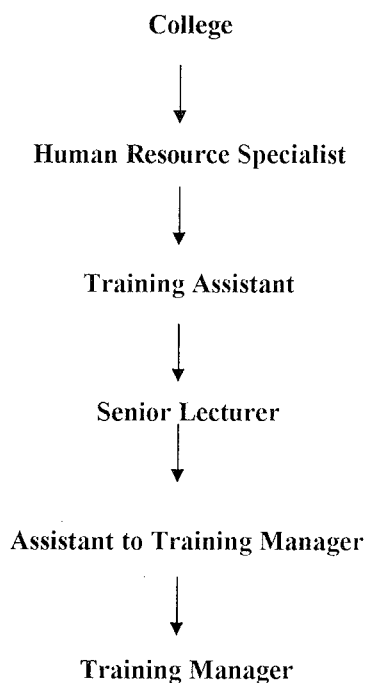 College
Human Resource Specialist
Training Assistant
Senior Lecturer
Assistant to Training Manager
Training Manager